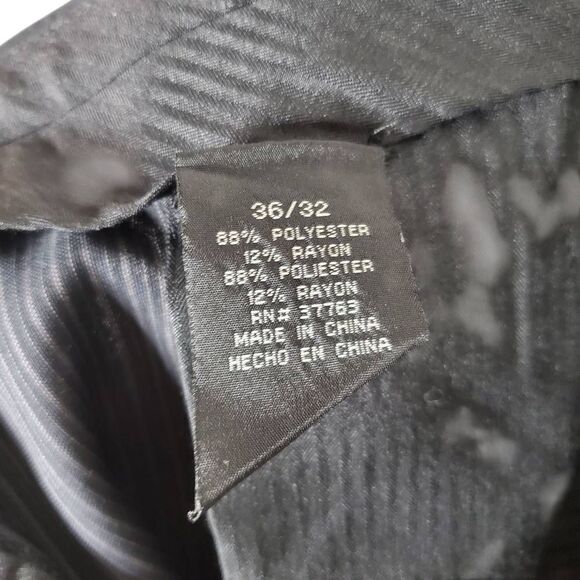 36/32
88% POLYESTER
12% RAYON
88% POLIESTER
12% RAYON
RN# 37763
MADE IN CHINA
HECHO EN CHINA